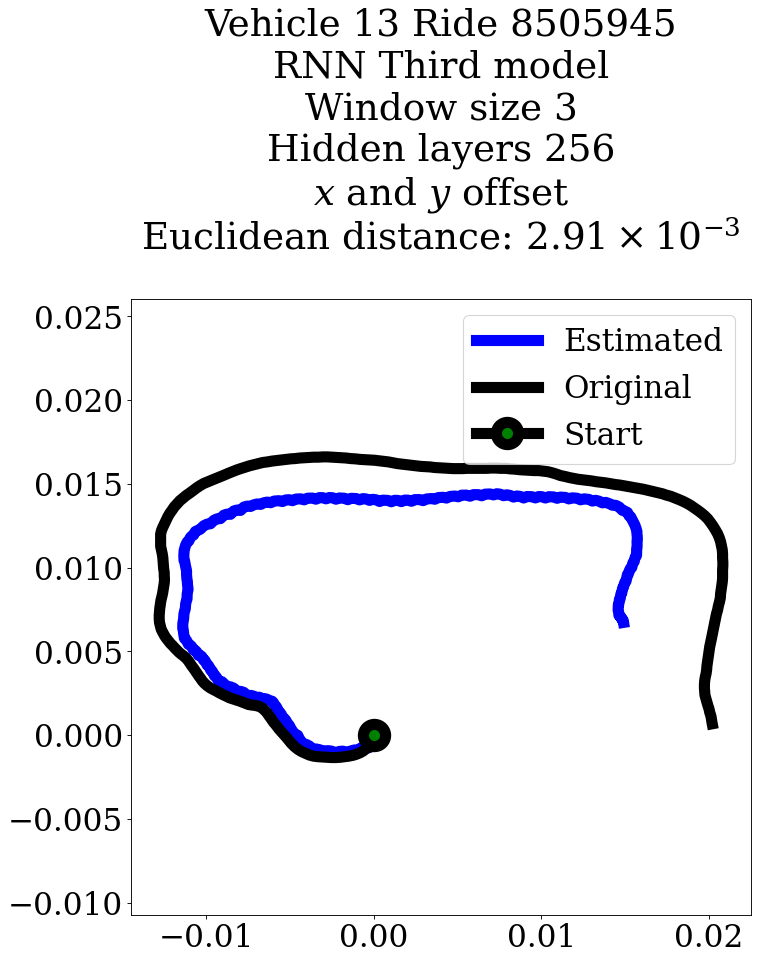 Vehicle 13 Ride 8505945
RNN Third model
Window size 3
Hidden layers 256
x and y offset
Euclidean distance: 2.91 × 10⁻³
0.025
0.020
0.015
0.010
0.005
0.000
−0.005
−0.010
Estimated
Original
Start
−0.01 0.00 0.01 0.02